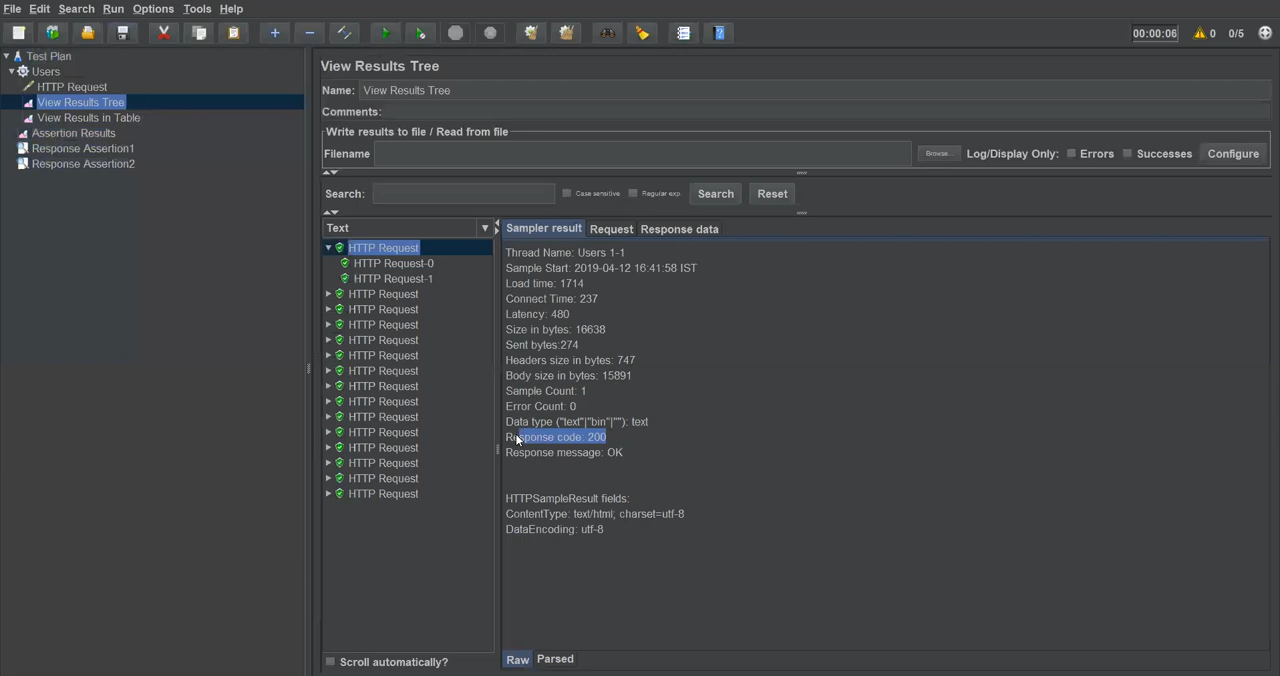 File Edit Search Run Options Tools Help
00:00:06 0 0/5
Test Plan
Users
HTTP Request
View Results Tree
View Results in Table
Assertion Results
Response Assertion1
Response Assertion2
View Results Tree
Name: View Results Tree
Comments:
Write results to file / Read from file
Filename Browse... Log/Display Only: Errors Successes Configure
Search: Case sensitive Regular exp. Search Reset
Text
HTTP Request
HTTP Request-0
HTTP Request-1
HTTP Request
HTTP Request
HTTP Request
HTTP Request
HTTP Request
HTTP Request
HTTP Request
HTTP Request
HTTP Request
HTTP Request
HTTP Request
HTTP Request
HTTP Request
HTTP Request
Scroll automatically?
Sampler result Request Response data
Thread Name: Users 1-1
Sample Start: 2019-04-12 16:41:58 IST
Load time: 1714
Connect Time: 237
Latency: 480
Size in bytes: 16638
Sent bytes:274
Headers size in bytes: 747
Body size in bytes: 15891
Sample Count: 1
Error Count: 0
Data type ("text"|"bin"|""): text
Response code: 200
Response message: OK
HTTPSampleResult fields:
ContentType: text/html; charset=utf-8
DataEncoding: utf-8
Raw Parsed